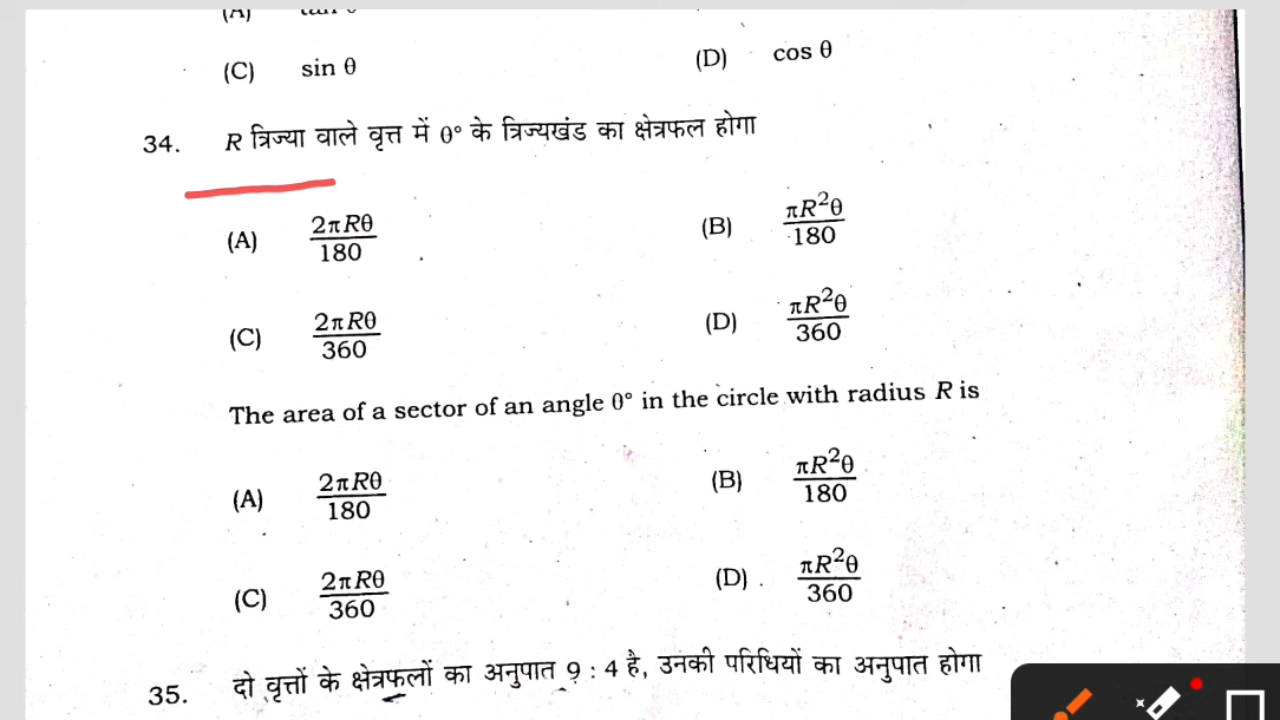 (A) tan θ
(C) sin θ (D) cos θ
34. R त्रिज्या वाले वृत्त में θ° के त्रिज्यखंड का क्षेत्रफल होगा
(A) 2πRθ/180 (B) πR²θ/180
(C) 2πRθ/360 (D) πR²θ/360
The area of a sector of an angle θ° in the circle with radius R is
(A) 2πRθ/180 (B) πR²θ/180
(C) 2πRθ/360 (D) πR²θ/360
35. दो वृत्तों के क्षेत्रफलों का अनुपात 9 : 4 है, उनकी परिधियों का अनुपात होगा